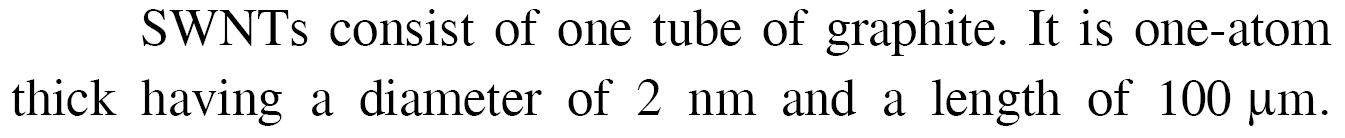 SWNTs consist of one tube of graphite. It is one-atom
thick having a diameter of 2 nm and a length of 100 μm.